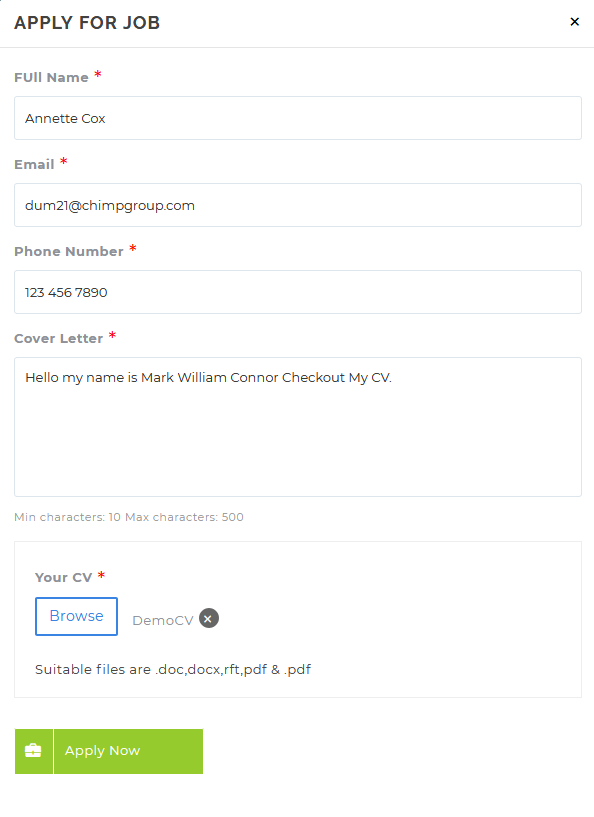 APPLY FOR JOB ×
FUll Name *
Annette Cox
Email *
dum21@chimpgroup.com
Phone Number *
123 456 7890
Cover Letter *
Hello my name is Mark William Connor Checkout My CV.
Min characters: 10 Max characters: 500
Your CV *
Browse DemoCV ×
Suitable files are .doc,docx,rft,pdf & .pdf
Apply Now